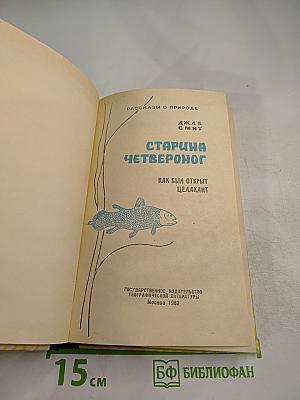 РАССКАЗЫ О ПРИРОДЕ
ДЖ.Л.Б.
СМИТ
СТАРИНА
ЧЕТВЕРОНОГ
КАК БЫЛ ОТКРЫТ
ЦЕЛАКАНТ
ГОСУДАРСТВЕННОЕ ИЗДАТЕЛЬСТВО
ГЕОГРАФИЧЕСКОЙ ЛИТЕРАТУРЫ
Москва 1962
15 см
БФ БИБЛИОФАН